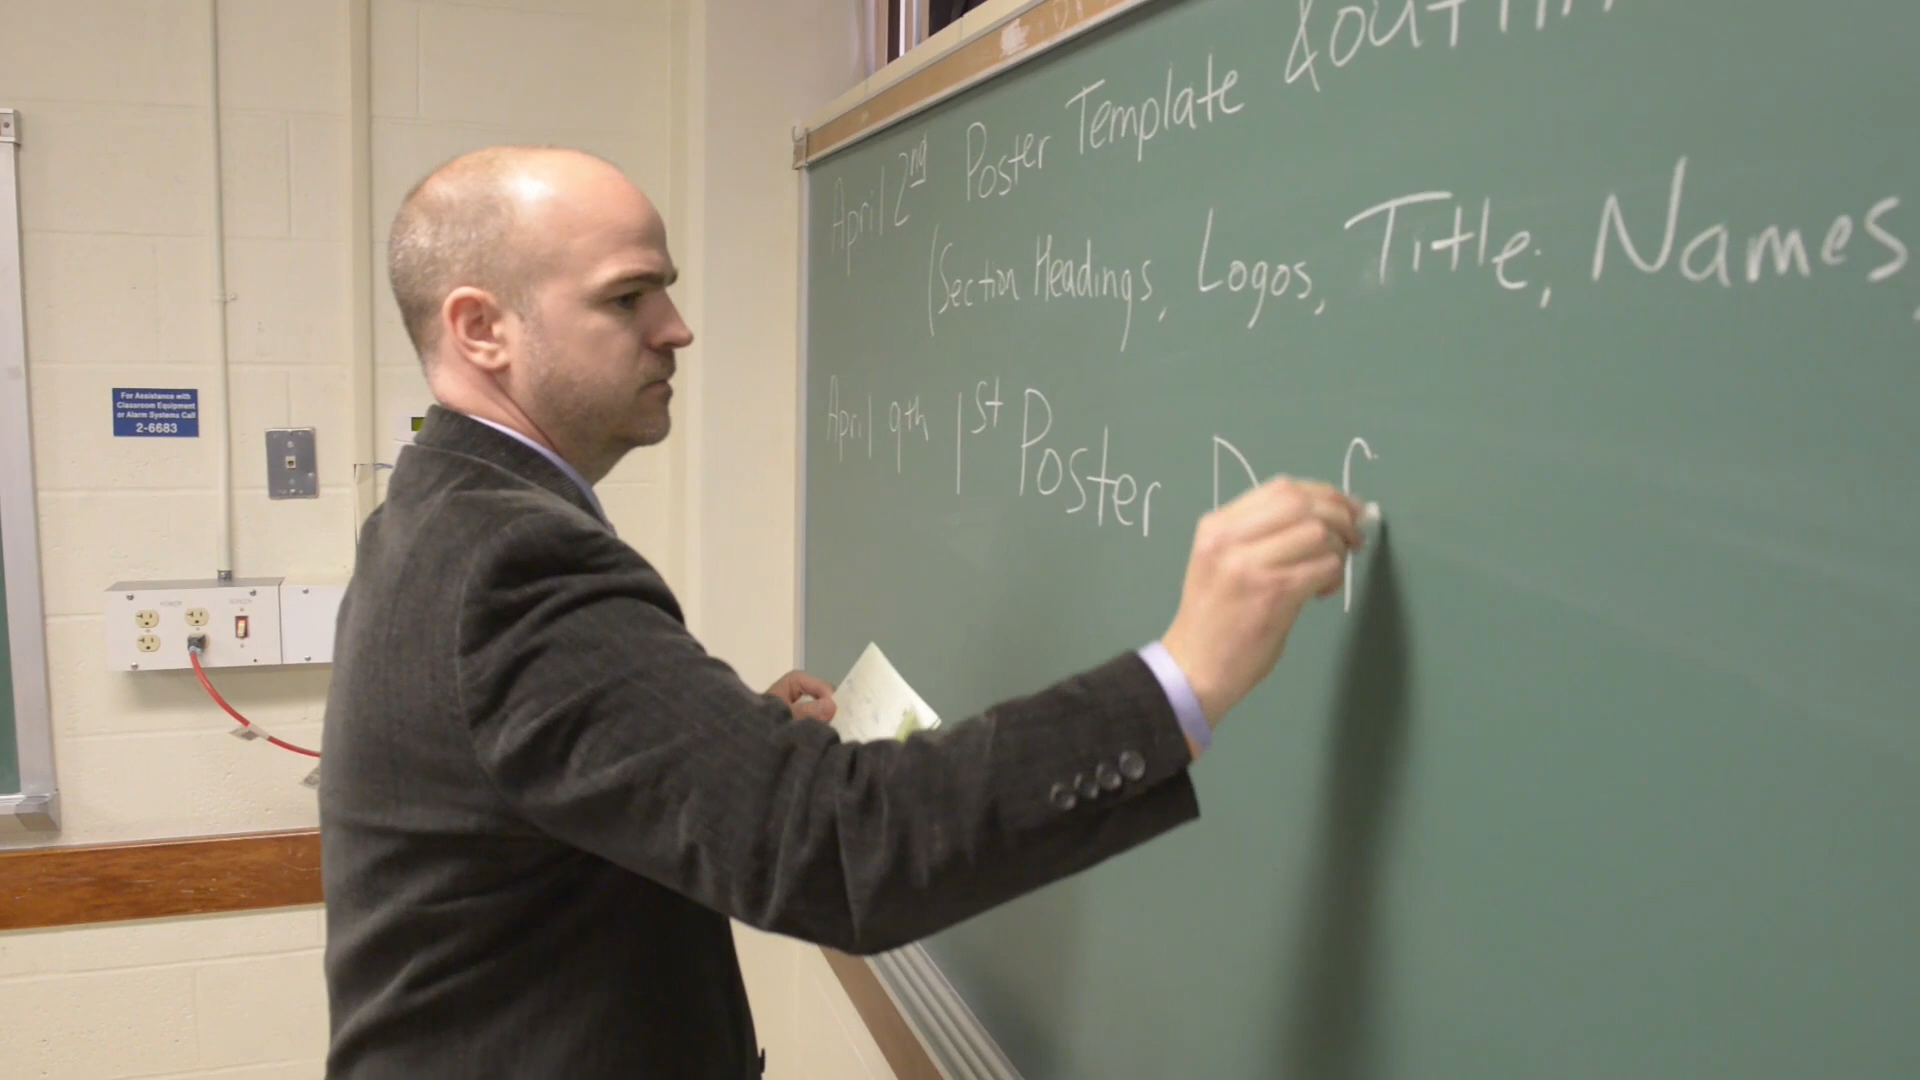 April 2nd Poster Template &
(Section Headings, Logos, Title, Names,
April 9th 1st Poster
For Assistance with
Classroom Equipment
or Alarm Systems Call
2-6683
POWER